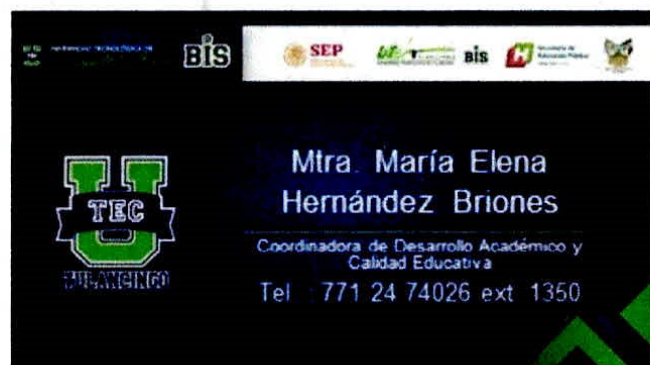 BIS
SEP
BIS
Mtra. María Elena
Hernández Briones
Coordinadora de Desarrollo Académico y
Calidad Educativa
Tel. : 771 24 74026 ext. 1350
TEC
TULANCINGO